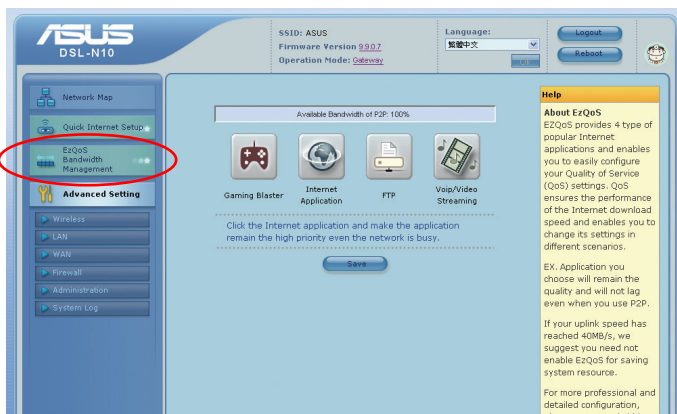 ASUS
DSL-N10
SSID: ASUS
Firmware Version 9.9.0.7
Operation Mode: Gateway
Language:
繁體中文
Logout
Reboot
Network Map
Quick Internet Setup
EzQoS
Bandwidth
Management
Advanced Setting
Wireless
LAN
WAN
Firewall
Administration
System Log
Available Bandwidth of P2P: 100%
Gaming Blaster
Internet
Application
FTP
Voip/Video
Streaming
Click the Internet application and make the application
remain the high priority even the network is busy.
Save
Help
About EzQoS
EZQoS provides 4 type of
popular Internet
applications and enables
you to easily configure
your Quality of Service
(QoS) settings. QoS
ensures the performance
of the Internet download
speed and enables you to
change its settings in
different scenarios.
EX. Application you
choose will remain the
quality and will not lag
even when you use P2P.
If your uplink speed has
reached 40MB/s, we
suggest you need not
enable EzQoS for saving
system resource.
For more professional and
detailed configuration,